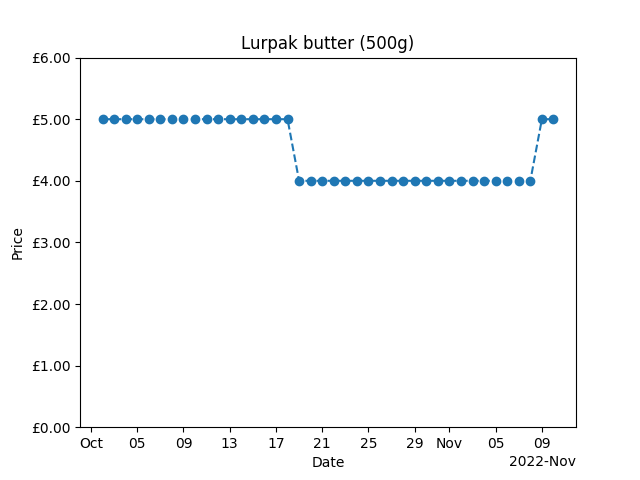 Lurpak butter (500g)
£6.00
£5.00
£4.00
£3.00
£2.00
£1.00
£0.00
Price
Oct 05 09 13 17 21 25 29 Nov 05 09
Date
2022-Nov